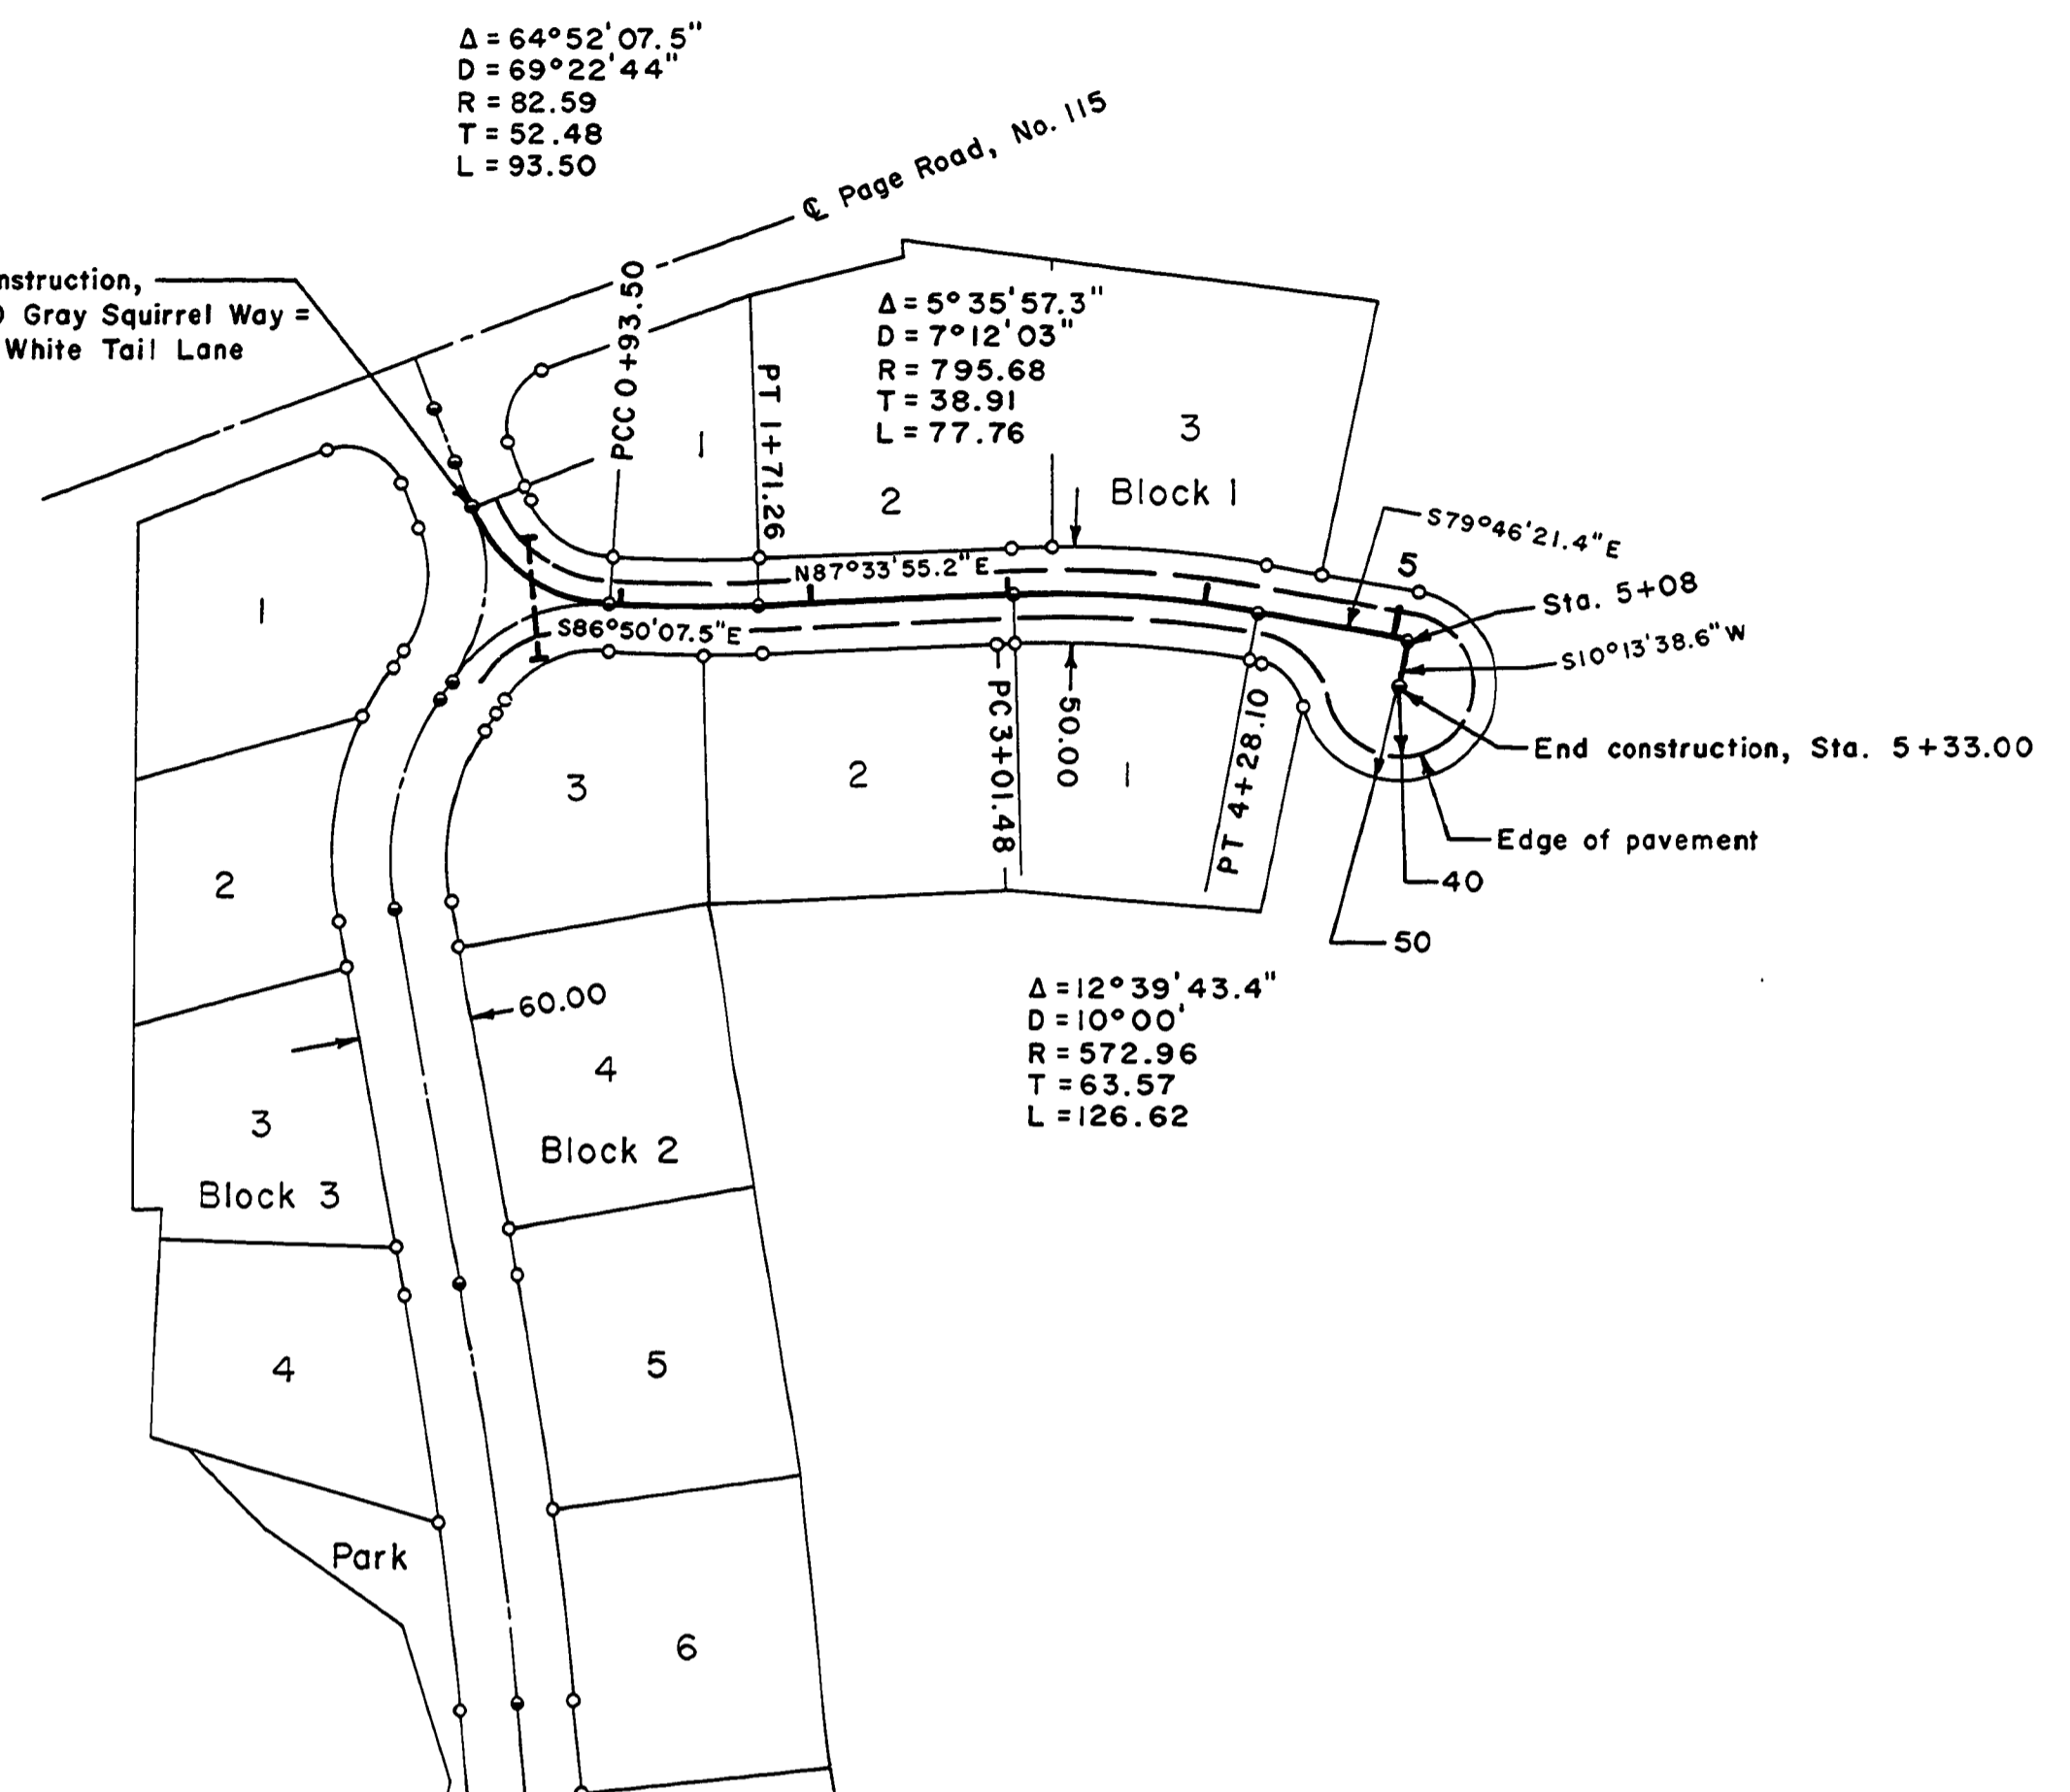 Δ = 64°52'07.5"
D = 69°22'44"
R = 82.59
T = 52.48
L = 93.50
℄ Page Road, No. 115
Gray Squirrel Way =
White Tail Lane
PCC 0+93.50
PT 1+71.26
Δ = 5°35'57.3"
D = 7°12'03"
R = 795.68
T = 38.91
L = 77.76
1
2
3
Block 1
N87°33'55.2"E
S86°50'07.5"E
S79°46'21.4"E
5
Sta. 5+08
S10°13'38.6"W
End construction, Sta. 5+33.00
Edge of pavement
40
50
PC 3+01.48
50.00
PT 4+28.10
3
2
1
Δ = 12°39'43.4"
D = 10°00'
R = 572.96
T = 63.57
L = 126.62
1
2
3
Block 3
4
Park
60.00
4
Block 2
5
6